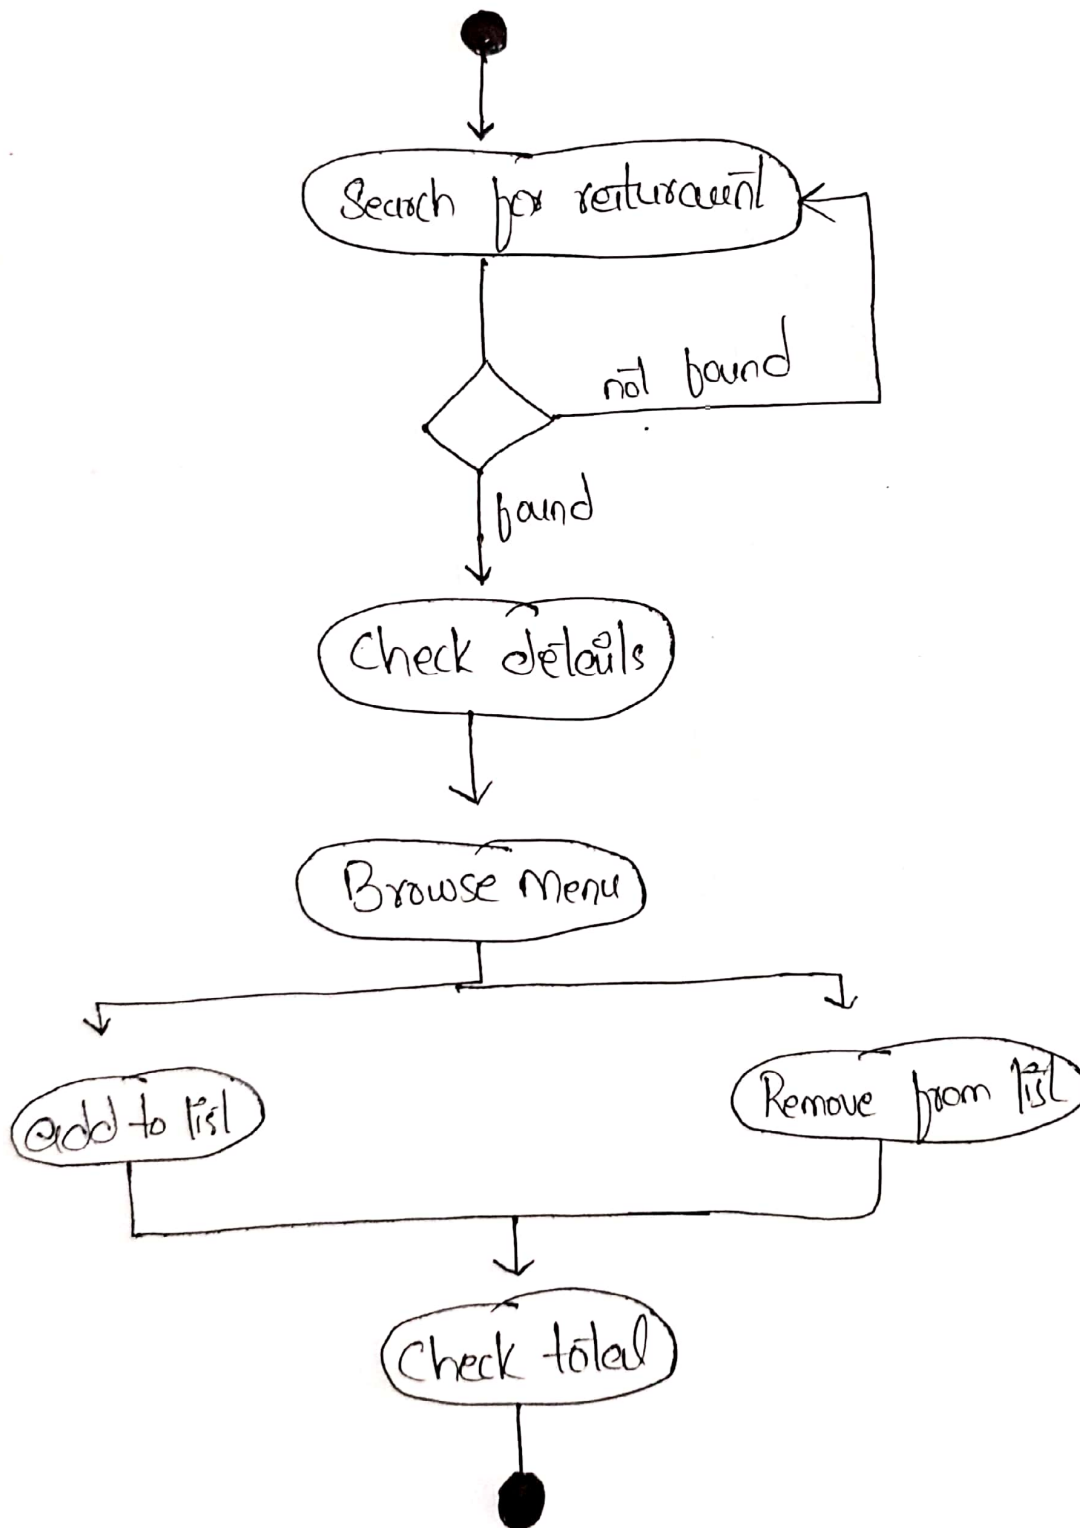 Search for resturaunt
not found
found
Check details
Browse Menu
add to list
Remove from list
Check total